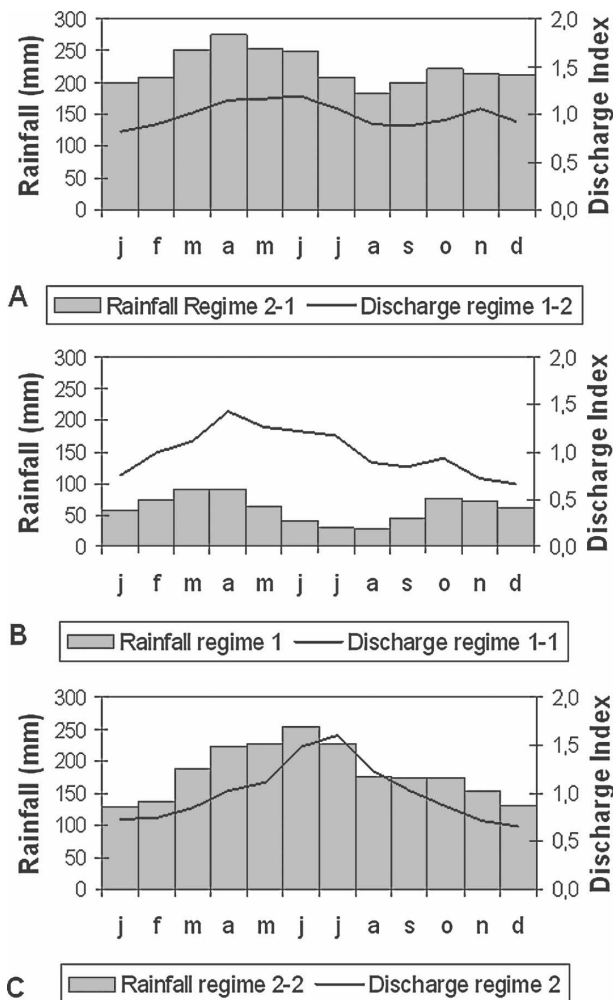 Rainfall (mm)
300
250
200
150
100
50
0
2,0
1,5
1,0
0,5
0,0
Discharge Index
j f m a m j j a s o n d
A
Rainfall Regime 2-1 Discharge regime 1-2
Rainfall (mm)
300
250
200
150
100
50
0
2,0
1,5
1,0
0,5
0,0
Discharge Index
j f m a m j j a s o n d
B
Rainfall regime 1 Discharge regime 1-1
Rainfall (mm)
300
250
200
150
100
50
0
2,0
1,5
1,0
0,5
0,0
Discharge Index
j f m a m j j a s o n d
C
Rainfall regime 2-2 Discharge regime 2